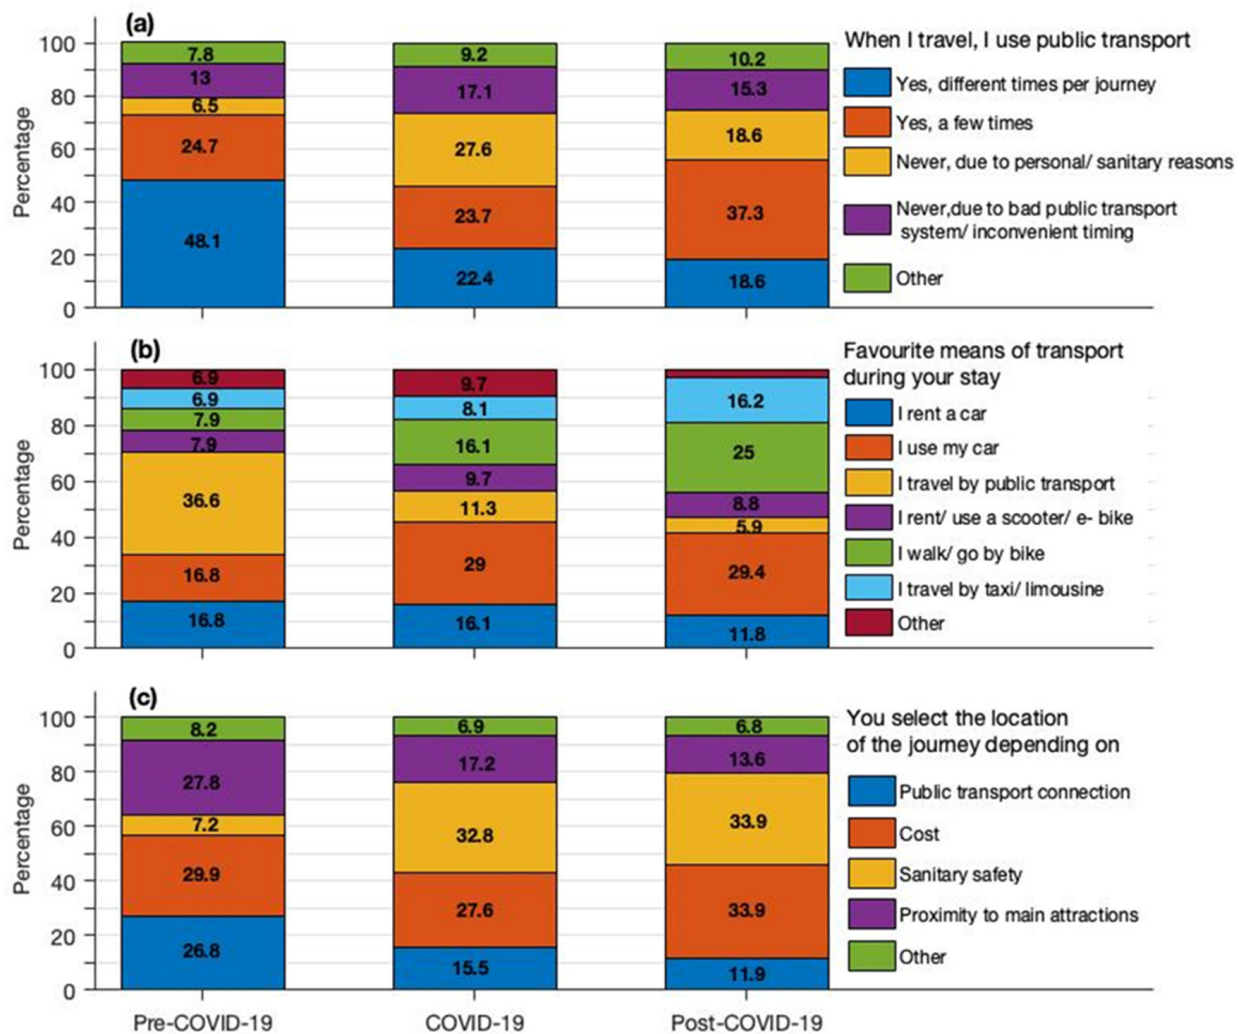 (a)
100
80
60
40
20
0
Percentage
7.8
13
6.5
24.7
48.1
9.2
17.1
27.6
23.7
22.4
10.2
15.3
18.6
37.3
18.6
When I travel, I use public transport
Yes, different times per journey
Yes, a few times
Never, due to personal/ sanitary reasons
Never,due to bad public transport
system/ inconvenient timing
Other
(b)
100
80
60
40
20
0
Percentage
6.9
6.9
7.9
7.9
36.6
16.8
16.8
9.7
8.1
16.1
9.7
11.3
29
16.1
16.2
25
8.8
5.9
29.4
11.8
Favourite means of transport
during your stay
I rent a car
I use my car
I travel by public transport
I rent/ use a scooter/ e- bike
I walk/ go by bike
I travel by taxi/ limousine
Other
(c)
100
80
60
40
20
0
Percentage
8.2
27.8
7.2
29.9
26.8
6.9
17.2
32.8
27.6
15.5
6.8
13.6
33.9
33.9
11.9
You select the location
of the journey depending on
Public transport connection
Cost
Sanitary safety
Proximity to main attractions
Other
Pre-COVID-19
COVID-19
Post-COVID-19